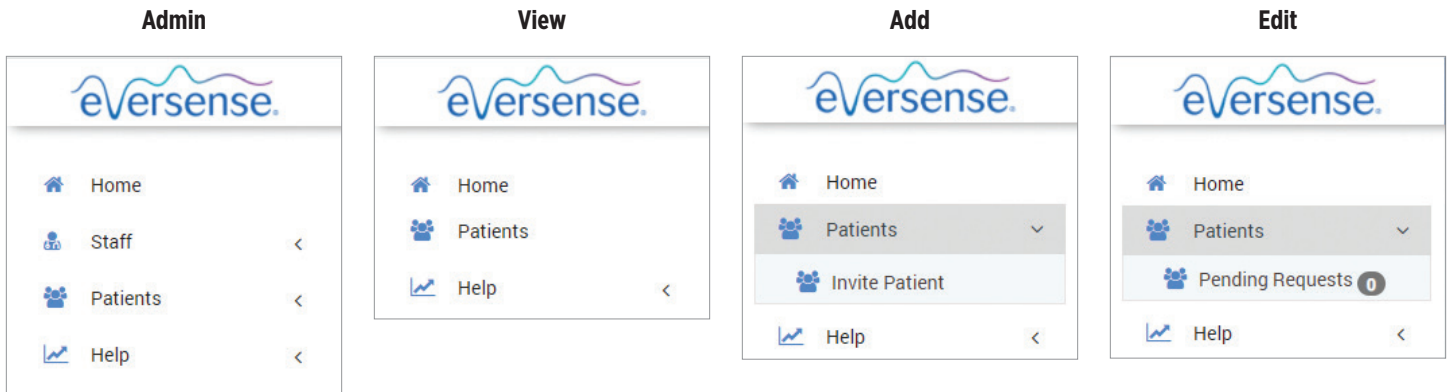 Admin
eversense.
Home
Staff
Patients
Help
View
eversense.
Home
Patients
Help
Add
eversense.
Home
Patients
Invite Patient
Help
Edit
eversense.
Home
Patients
Pending Requests 0
Help